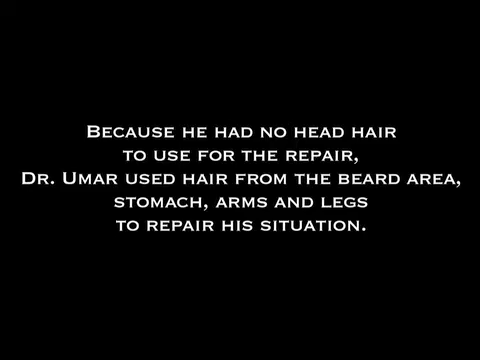 Because he had no head hair
to use for the repair,
Dr. Umar used hair from the beard area,
stomach, arms and legs
to repair his situation.